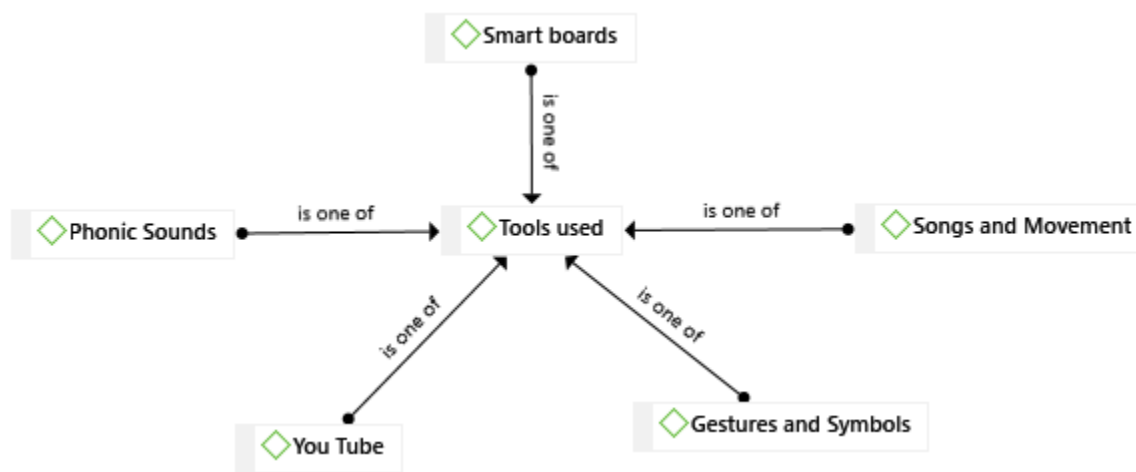 Smart boards
is one of
Phonic Sounds
is one of
Tools used
is one of
Songs and Movement
is one of
is one of
You Tube
Gestures and Symbols